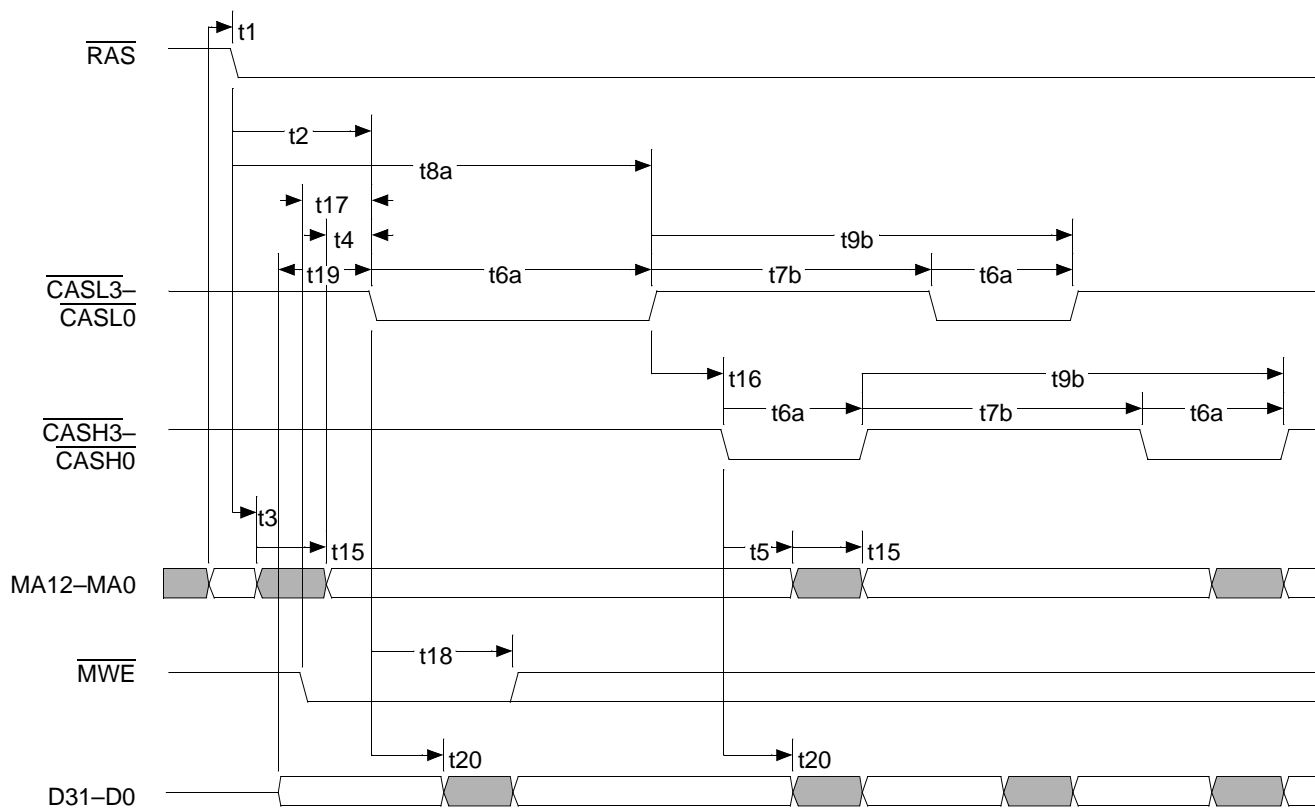 t1
RAS
t2
t8a
t17
t4
t9b
t19
t6a
t7b
t6a
CASL3–
CASL0
t16
t9b
t6a
t7b
t6a
CASH3–
CASH0
t3
t15
t5
t15
MA12–MA0
t18
MWE
t20
t20
D31–D0